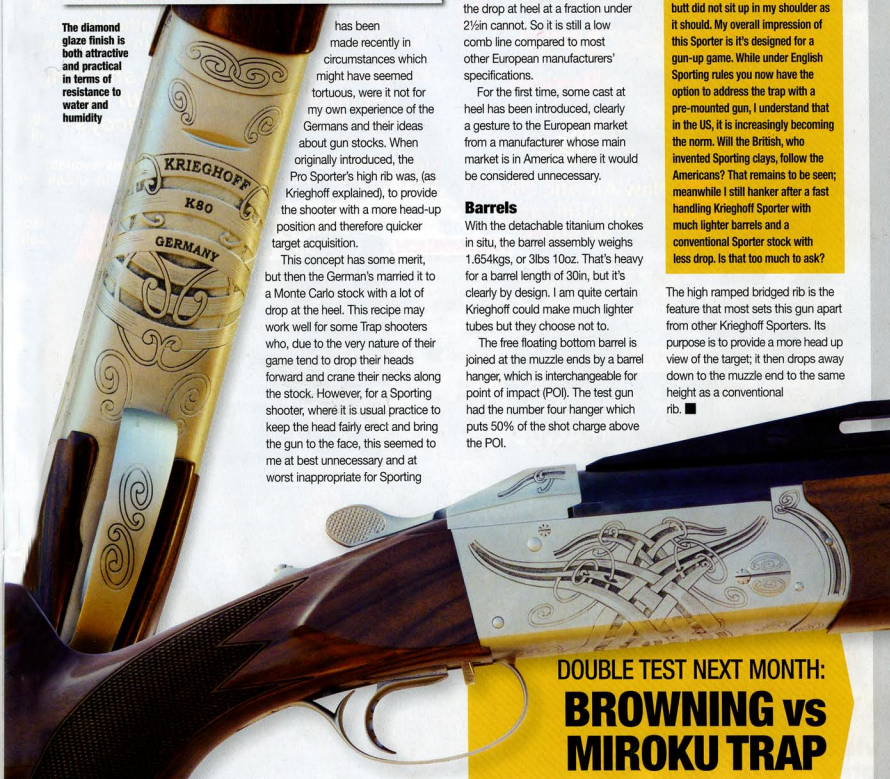 The diamond
glaze finish is
both attractive
and practical
in terms of
resistance to
water and
humidity
KRIEGHOFF
K80
GERMANY
has been
made recently in
circumstances which
might have seemed
tortuous, were it not for
my own experience of the
Germans and their ideas
about gun stocks. When
originally introduced, the
Pro Sporter's high rib was, (as
Krieghoff explained), to provide
the shooter with a more head-up
position and therefore quicker
target acquisition.
This concept has some merit,
but then the German's married it to
a Monte Carlo stock with a lot of
drop at the heel. This recipe may
work well for some Trap shooters
who, due to the very nature of their
game tend to drop their heads
forward and crane their necks along
the stock. However, for a Sporting
shooter, where it is usual practice to
keep the head fairly erect and bring
the gun to the face, this seemed to
me at best unnecessary and at
worst inappropriate for Sporting
the drop at heel at a fraction under
2½in cannot. So it is still a low
comb line compared to most
other European manufacturers'
specifications.
For the first time, some cast at
heel has been introduced, clearly
a gesture to the European market
from a manufacturer whose main
market is in America where it would
be considered unnecessary.
Barrels
With the detachable titanium chokes
in situ, the barrel assembly weighs
1.654kgs, or 3lbs 10oz. That's heavy
for a barrel length of 30in, but it's
clearly by design. I am quite certain
Krieghoff could make much lighter
tubes but they choose not to.
The free floating bottom barrel is
joined at the muzzle ends by a barrel
hanger, which is interchangeable for
point of impact (POI). The test gun
had the number four hanger which
puts 50% of the shot charge above
the POI.
butt did not sit up in my shoulder as
it should. My overall impression of
this Sporter is it's designed for a
gun-up game. While under English
Sporting rules you now have the
option to address the trap with a
pre-mounted gun, I understand that
in the US, it is increasingly becoming
the norm. Will the British, who
invented Sporting clays, follow the
Americans? That remains to be seen;
meanwhile I still hanker after a fast
handling Krieghoff Sporter with
much lighter barrels and a
conventional Sporter stock with
less drop. Is that too much to ask?
The high ramped bridged rib is the
feature that most sets this gun apart
from other Krieghoff Sporters. Its
purpose is to provide a more head up
view of the target; it then drops away
down to the muzzle end to the same
height as a conventional
rib. ■
DOUBLE TEST NEXT MONTH:
BROWNING vs
MIROKU TRAP